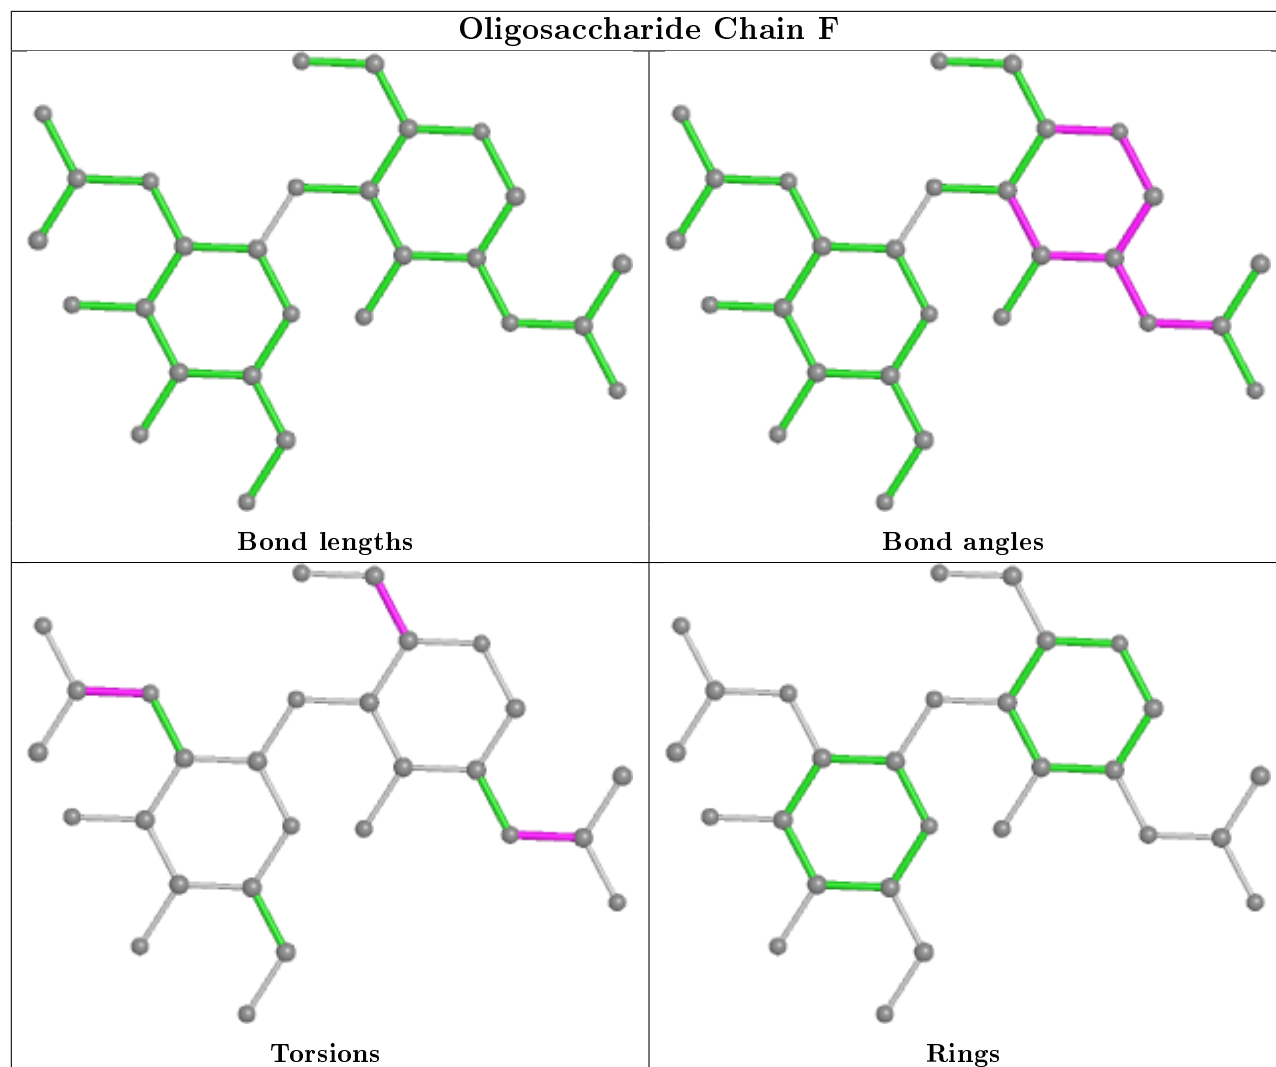 Oligosaccharide Chain F
Bond lengths
Bond angles
Torsions
Rings